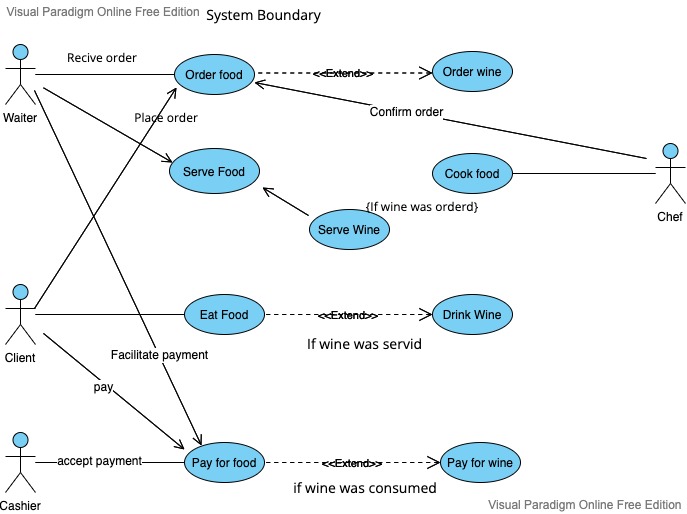 Visual Paradigm Online Free Edition
System Boundary
Recive order
Order food
<<Extend>>
Order wine
Waiter
Place order
Confirm order
Serve Food
Cook food
Chef
{If wine was orderd}
Serve Wine
Eat Food
<<Extend>>
Drink Wine
If wine was servid
Client
Facilitate payment
pay
accept payment
Pay for food
<<Extend>>
Pay for wine
if wine was consumed
Cashier
Visual Paradigm Online Free Edition